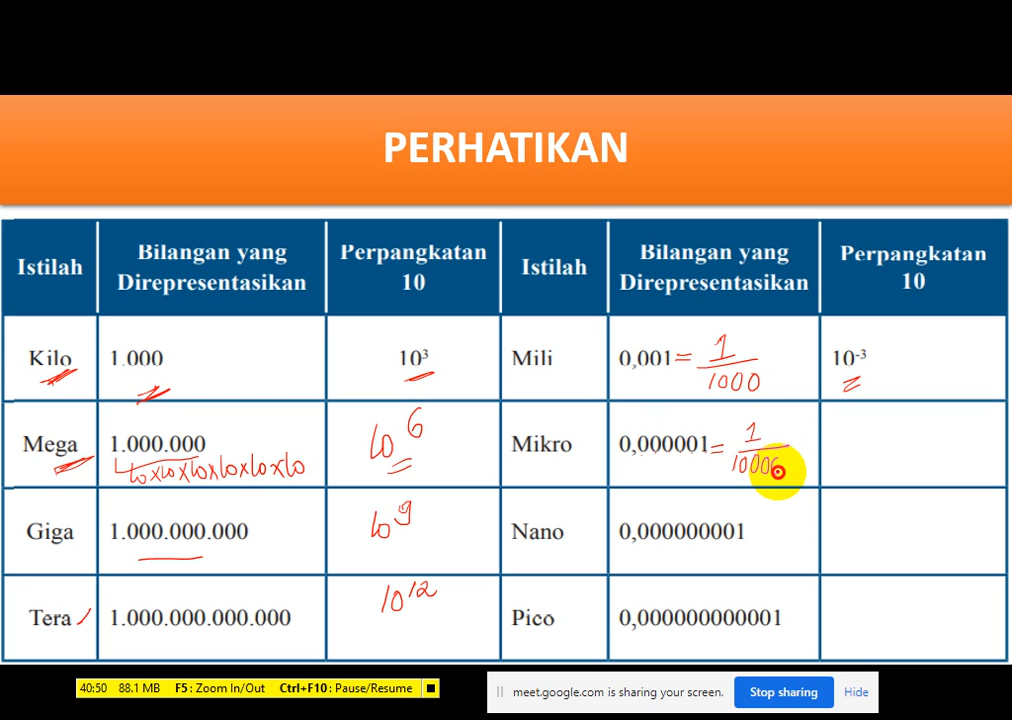 PERHATIKAN
Istilah Bilangan yang Direpresentasikan Perpangkatan 10 Istilah Bilangan yang Direpresentasikan Perpangkatan 10
Kilo 1.000 10³ Mili 0,001 = 1/1000 10⁻³
Mega 1.000.000 10⁶ Mikro 0,000001 = 1/
10x10x10x10x10x10
Giga 1.000.000.000 10⁹ Nano 0,000000001
Tera 1.000.000.000.000 10¹² Pico 0,000000000001
40:50 88.1 MB F5: Zoom In/Out Ctrl+F10: Pause/Resume
meet.google.com is sharing your screen. Stop sharing Hide